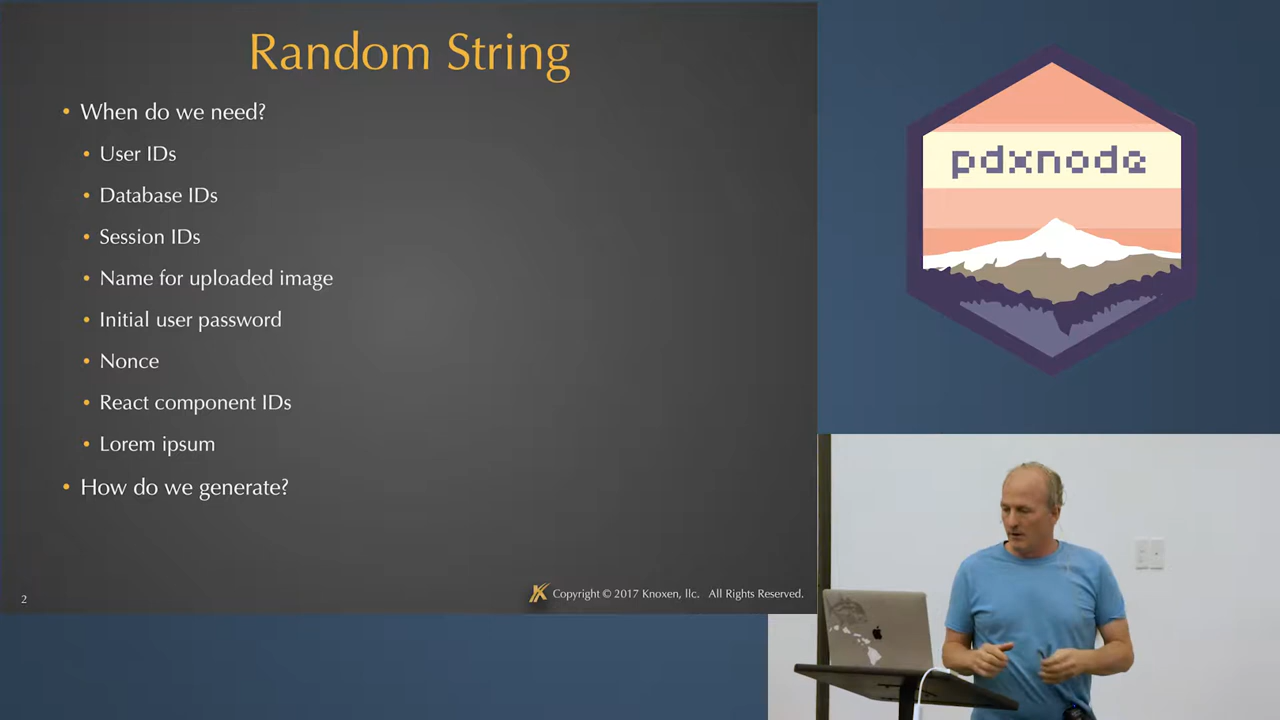 Random String
• When do we need?
• User IDs
• Database IDs
• Session IDs
• Name for uploaded image
• Initial user password
• Nonce
• React component IDs
• Lorem ipsum
• How do we generate?
2
Copyright © 2017 Knoxen, llc. All Rights Reserved.
pdxnode